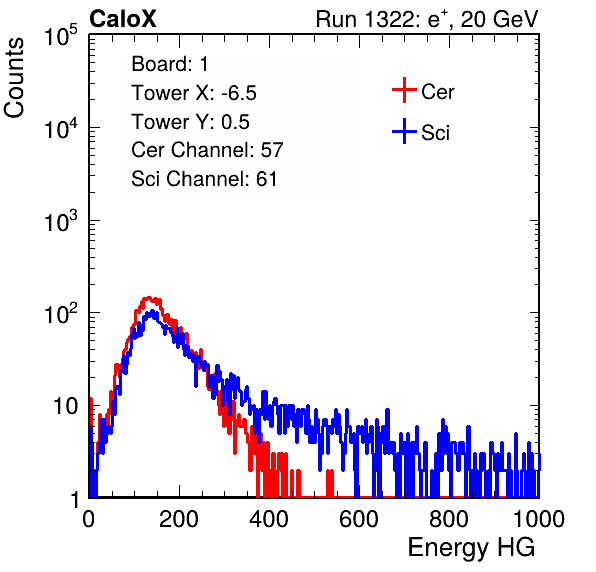 CaloX Run 1322: e⁺, 20 GeV
Counts
Board: 1
Tower X: -6.5
Tower Y: 0.5
Cer Channel: 57
Sci Channel: 61
Cer
Sci
10⁵
10⁴
10³
10²
10
1
0 200 400 600 800 1000
Energy HG